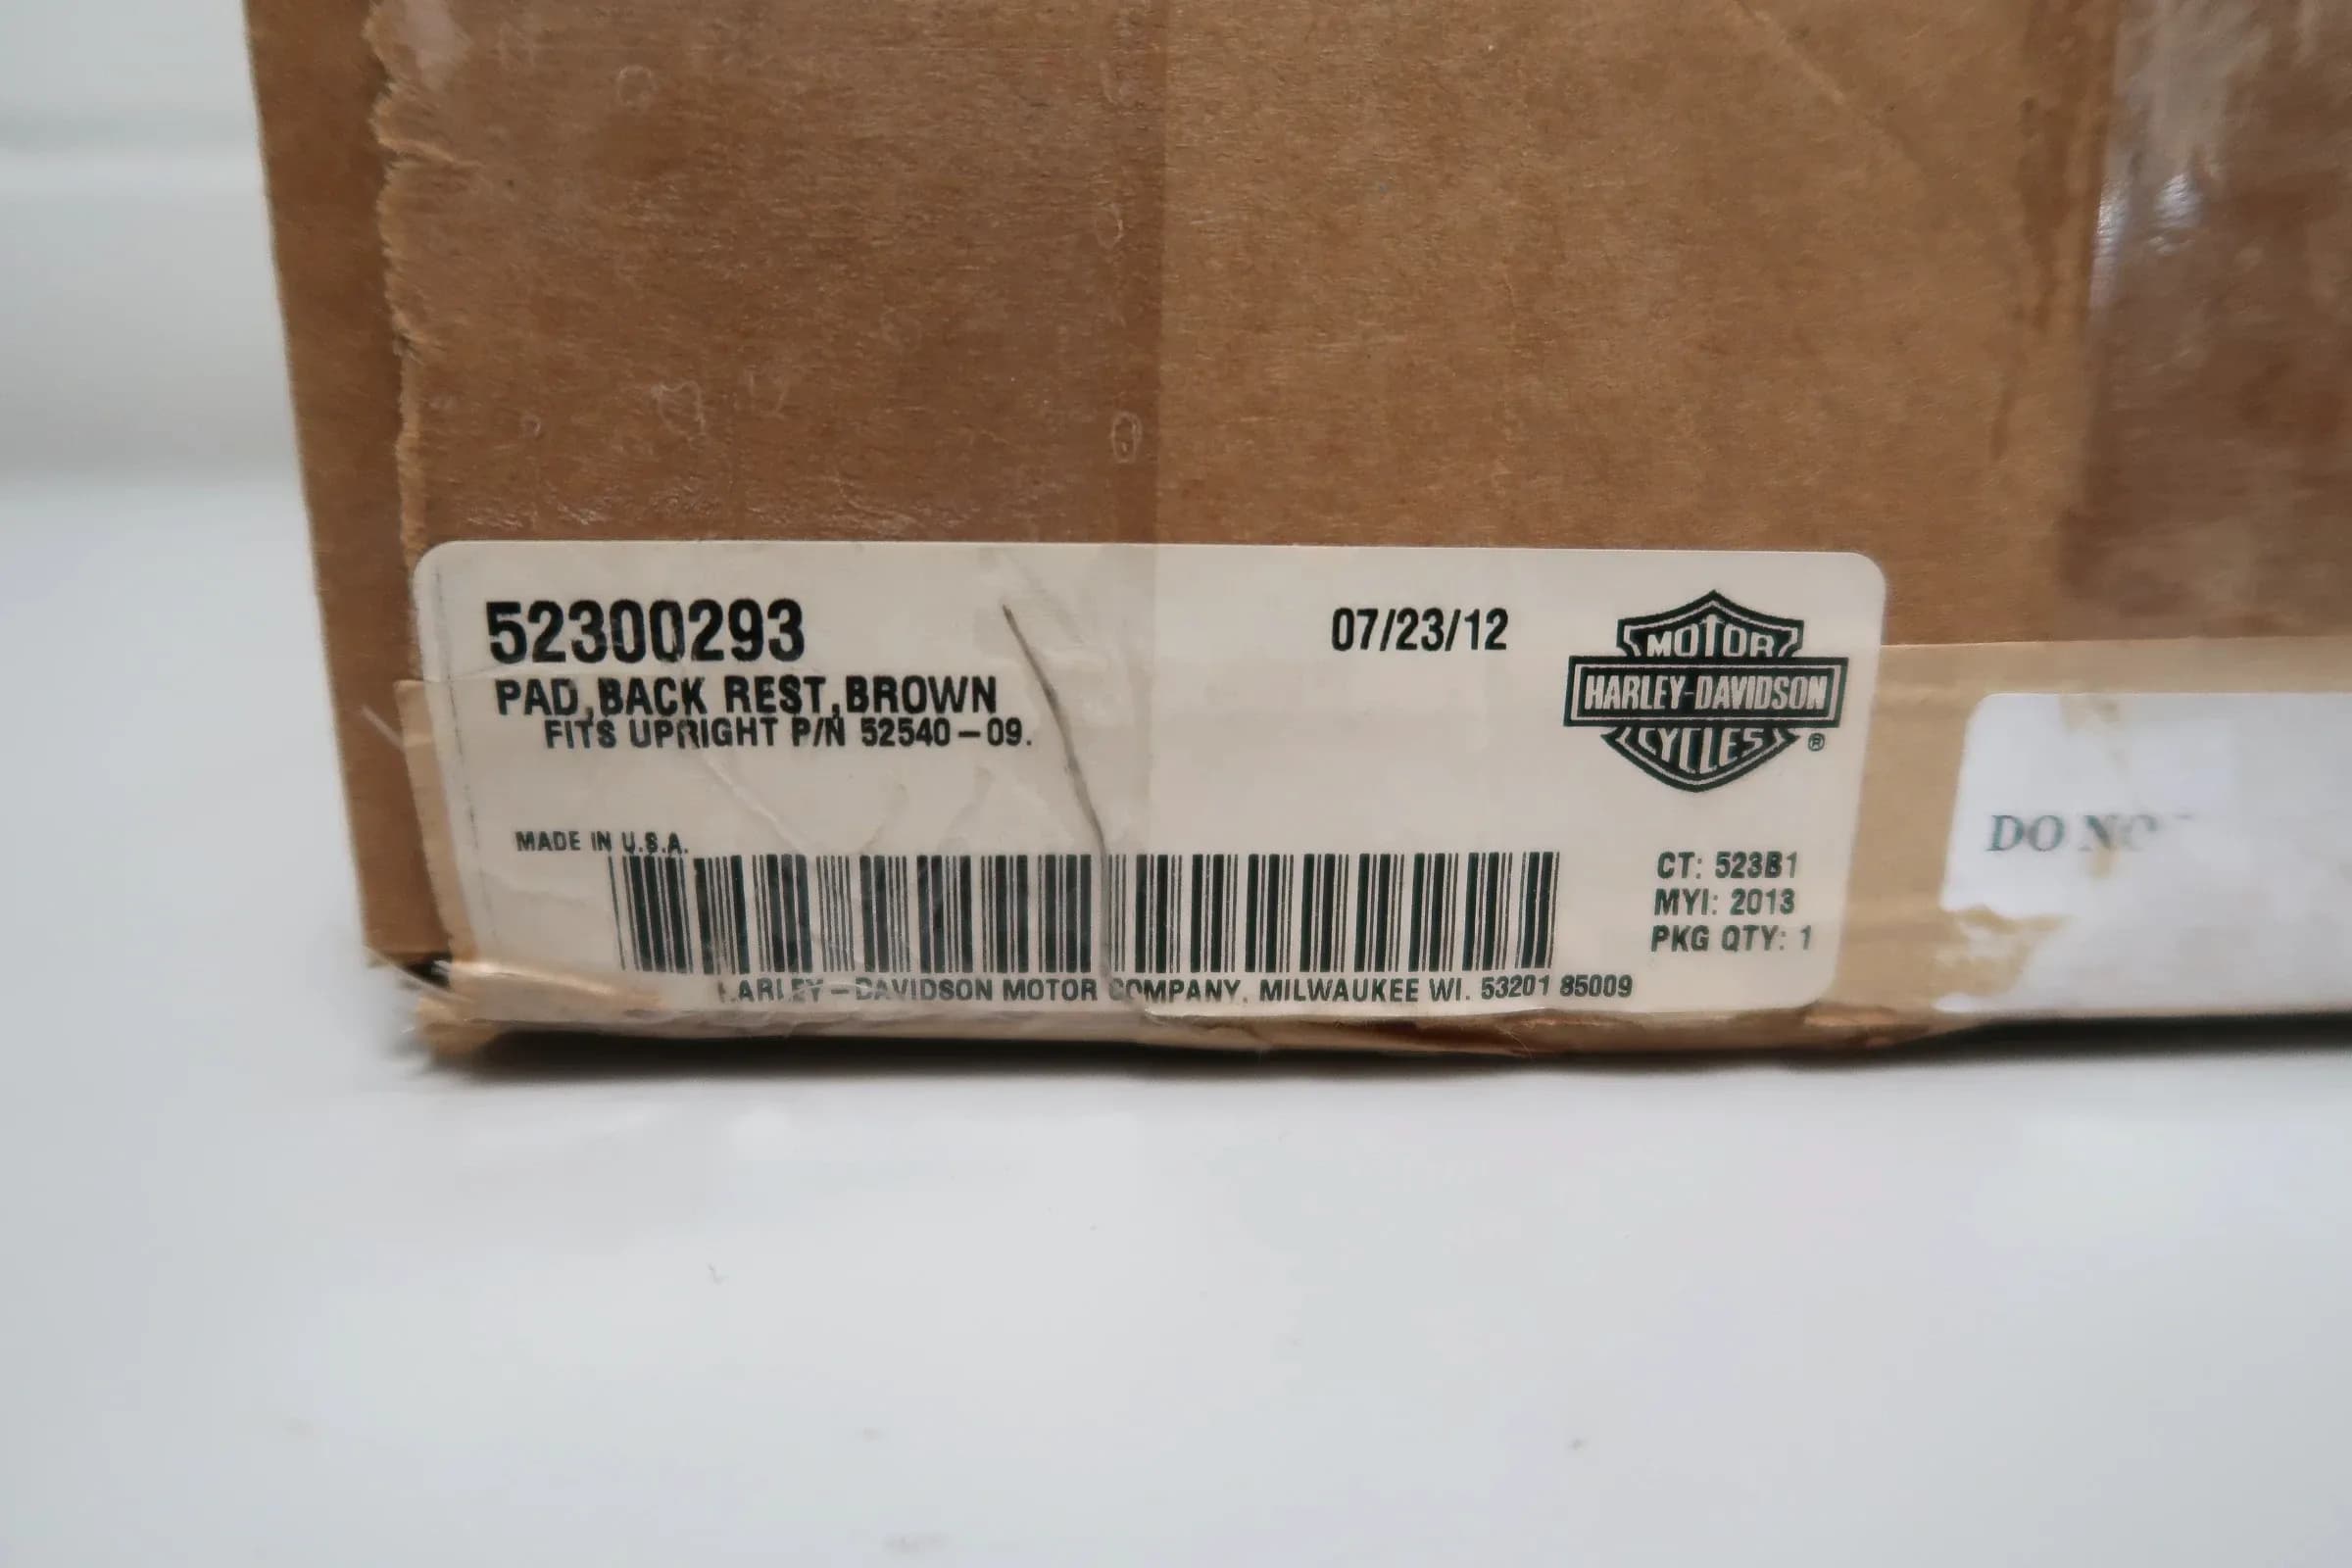 52300293
07/23/12
PAD,BACK REST,BROWN
FITS UPRIGHT P/N 52540-09.
MOTOR
HARLEY-DAVIDSON
CYCLES
®
MADE IN U.S.A.
CT: 523B1
MYI: 2013
PKG QTY: 1
HARLEY-DAVIDSON MOTOR COMPANY. MILWAUKEE WI. 53201 85009
DO